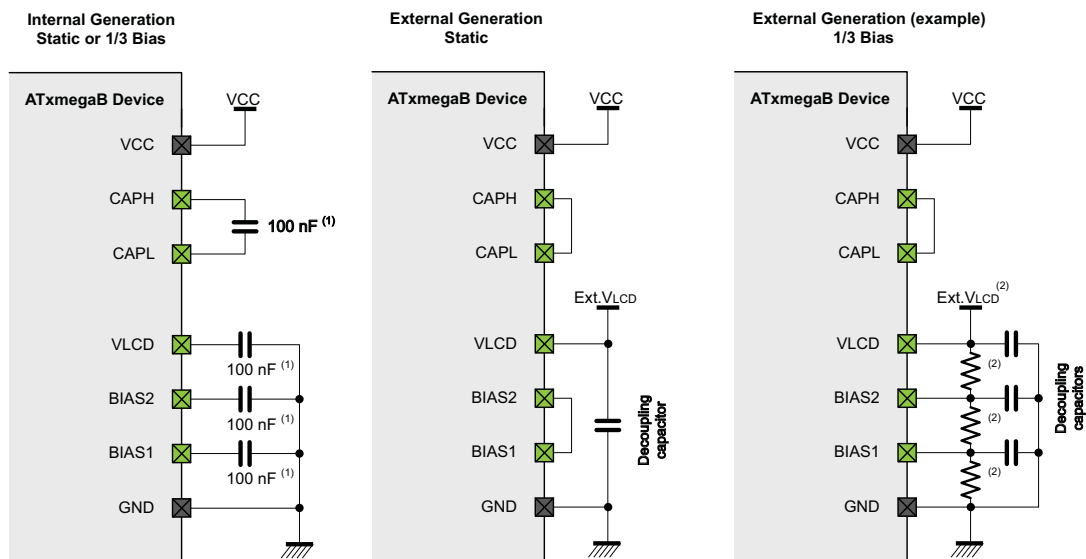 Internal Generation
Static or 1/3 Bias
ATxmegaB Device
VCC
VCC
CAPH
100 nF (1)
CAPL
VLCD
100 nF (1)
BIAS2
100 nF (1)
BIAS1
100 nF (1)
GND
External Generation
Static
ATxmegaB Device
VCC
VCC
CAPH
CAPL
Ext.VLCD
VLCD
BIAS2
BIAS1
Decoupling
capacitor
GND
External Generation (example)
1/3 Bias
ATxmegaB Device
VCC
VCC
CAPH
CAPL
Ext.VLCD (2)
VLCD
(2)
BIAS2
(2)
BIAS1
(2)
Decoupling
capacitors
GND